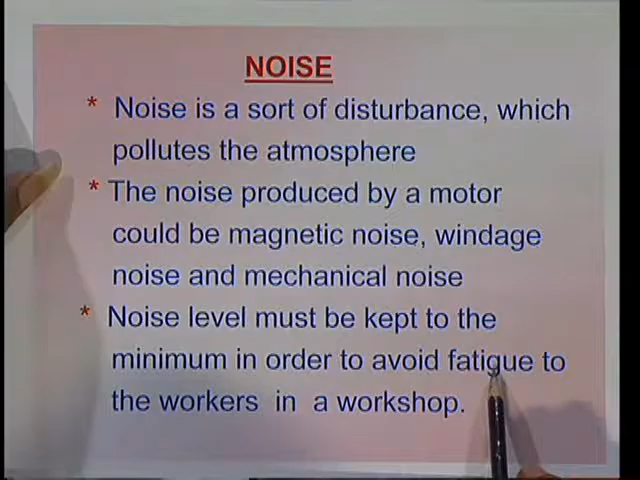 NOISE
* Noise is a sort of disturbance, which
pollutes the atmosphere
* The noise produced by a motor
could be magnetic noise, windage
noise and mechanical noise
* Noise level must be kept to the
minimum in order to avoid fatigue to
the workers in a workshop.